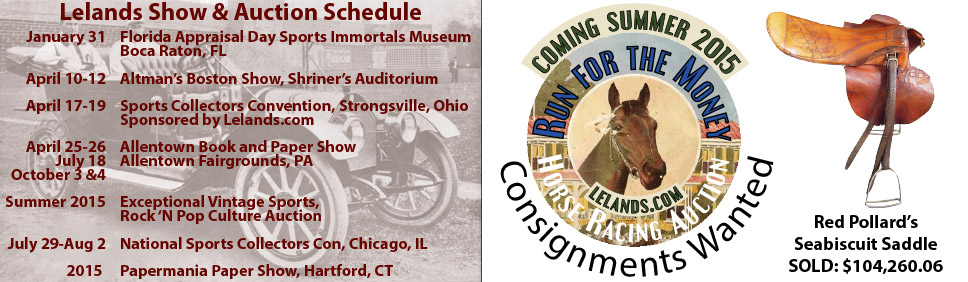 Lelands Show & Auction Schedule
January 31 Florida Appraisal Day Sports Immortals Museum
Boca Raton, FL
April 10-12 Altman's Boston Show, Shriner's Auditorium
April 17-19 Sports Collectors Convention, Strongsville, Ohio
Sponsored by Lelands.com
April 25-26 Allentown Book and Paper Show
July 18 Allentown Fairgrounds, PA
October 3 &4
Summer 2015 Exceptional Vintage Sports,
Rock 'N Pop Culture Auction
July 29-Aug 2 National Sports Collectors Con, Chicago, IL
2015 Papermania Paper Show, Hartford, CT
COMING SUMMER 2015
RUN FOR THE MONEY
LELANDS.COM
HORSE RACING AUCTION
Consignments Wanted
Red Pollard's
Seabiscuit Saddle
SOLD: $104,260.06